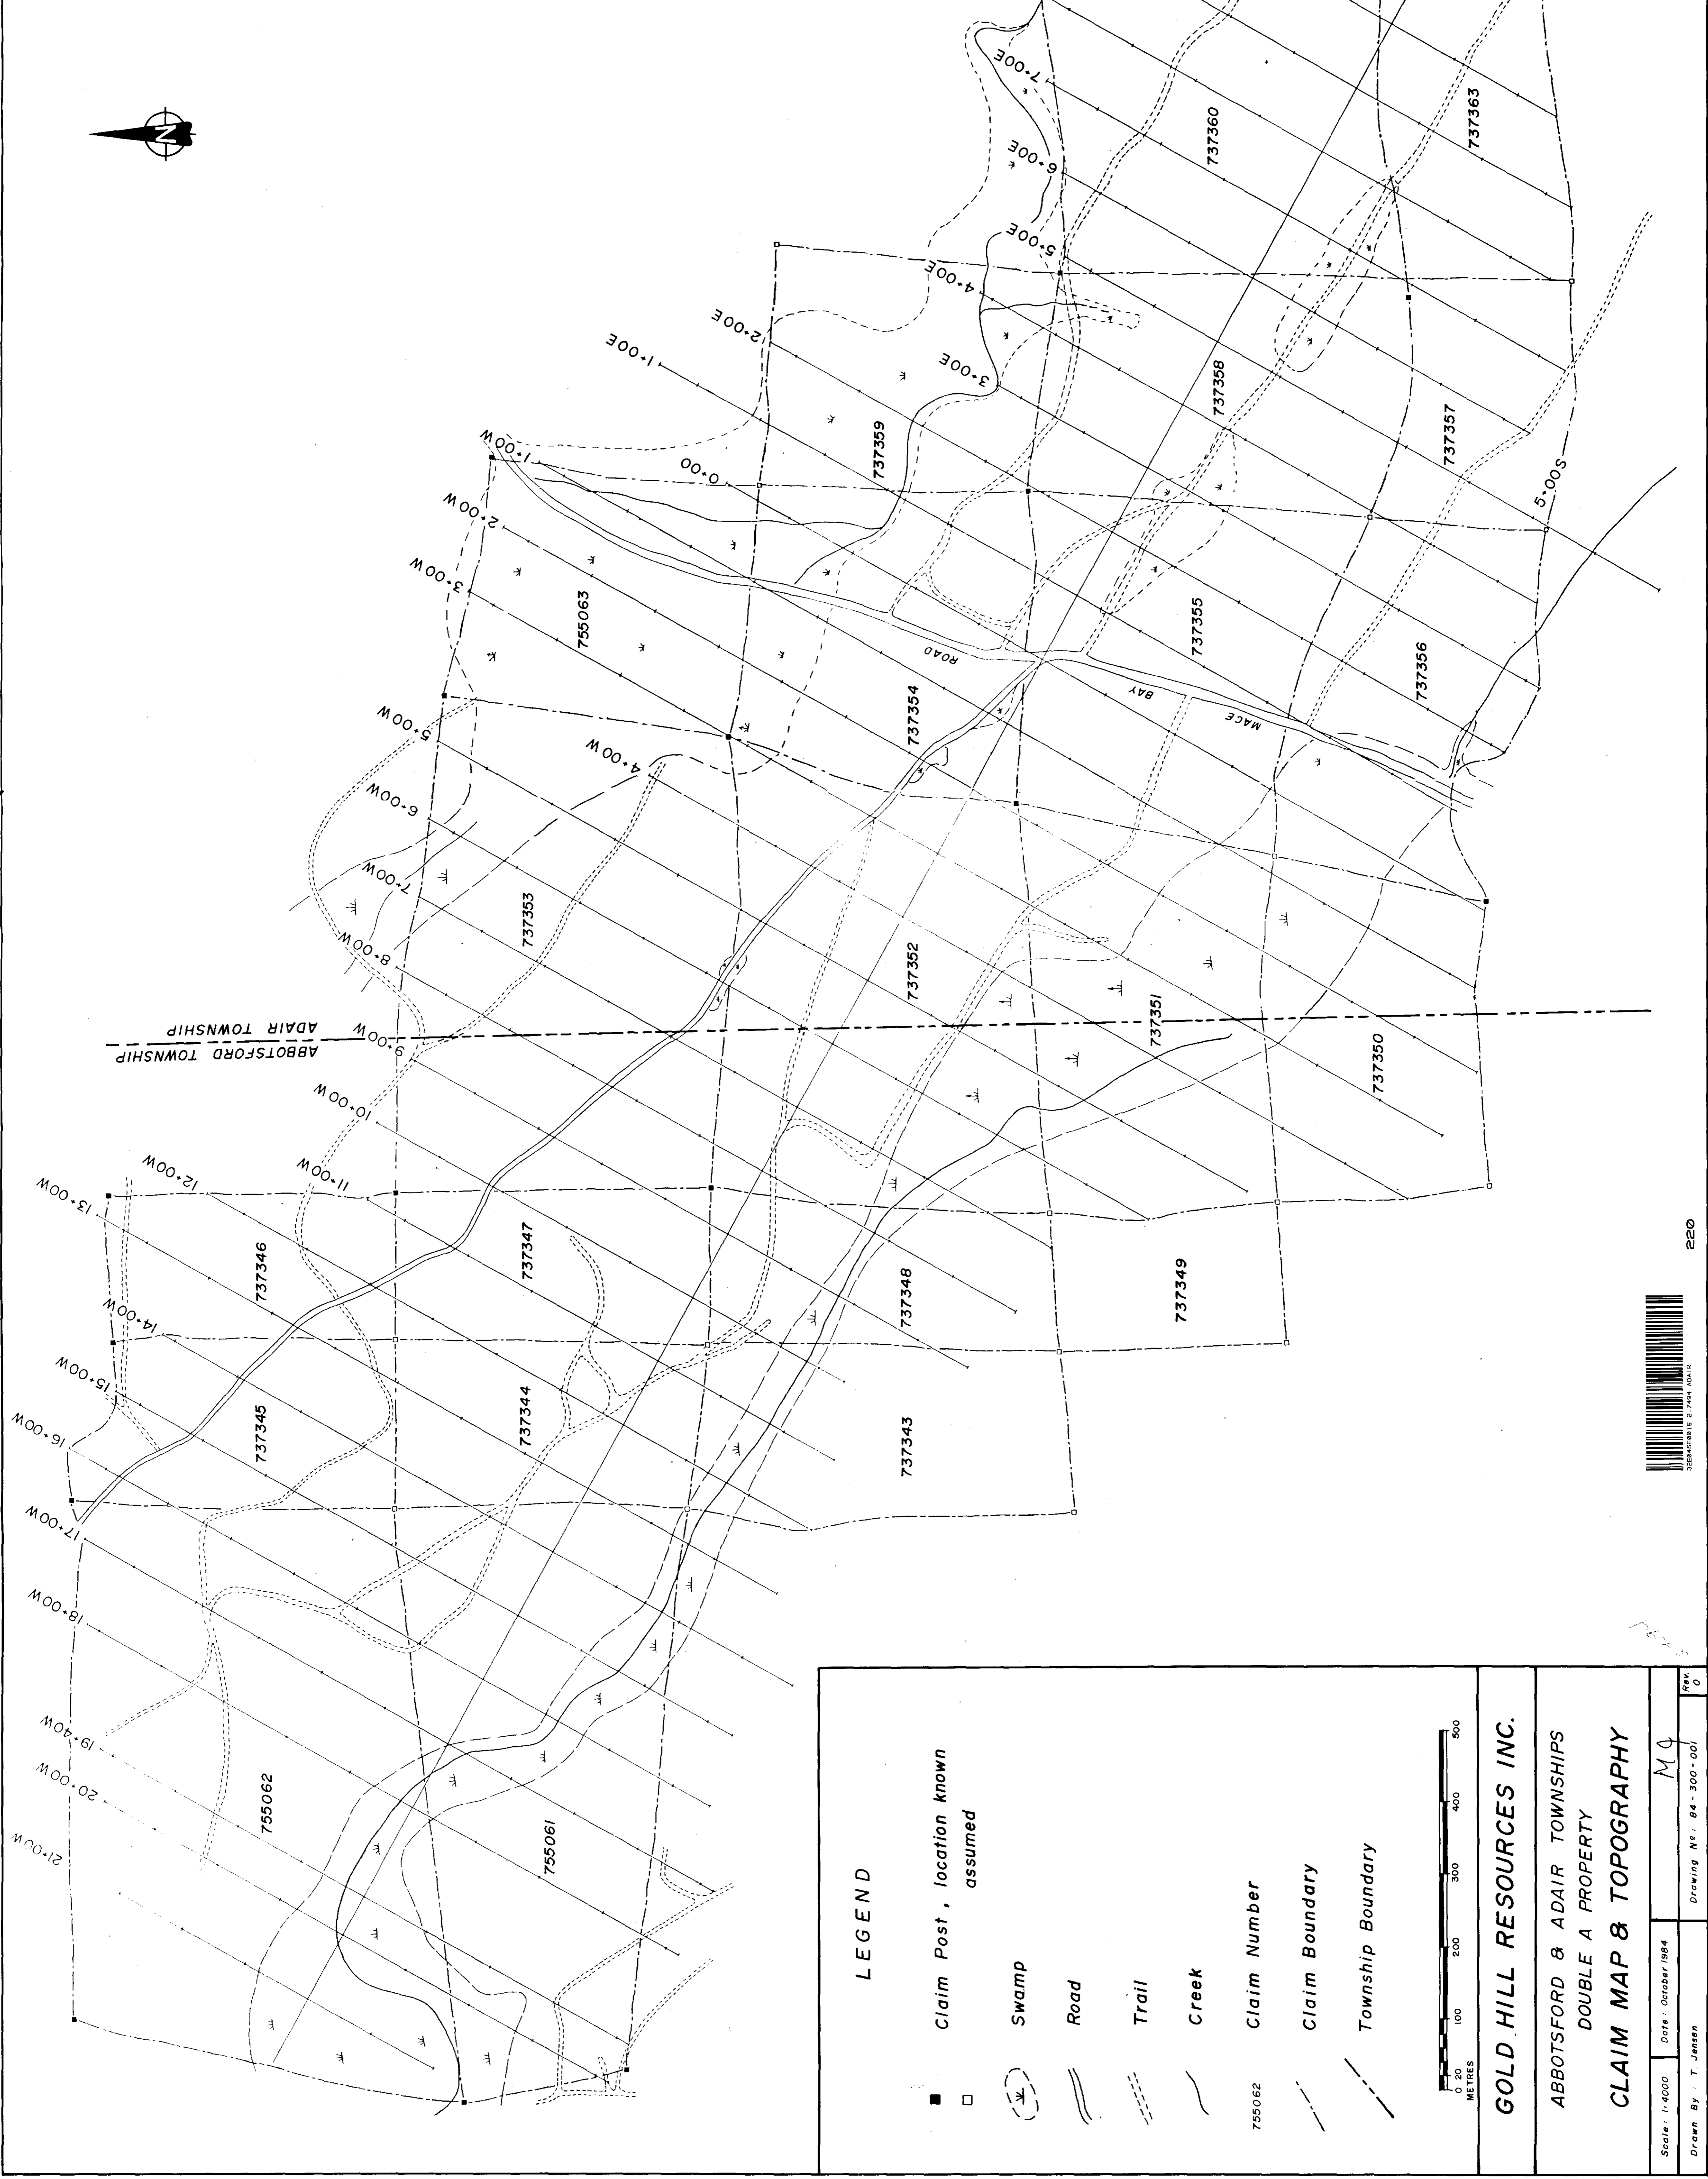 N
ABBOTSFORD TOWNSHIP
ADAIR TOWNSHIP
21+00W
20+00W
19+40W
18+00W
17+00W
16+00W
15+00W
14+00W
13+00W
12+00W
11+00W
10+00W
9+00W
8+00W
7+00W
6+00W
5+00W
4+00W
3+00W
2+00W
1+00W
0+00
1+00E
2+00E
3+00E
4+00E
5+00E
6+00E
7+00E
5+00S
755062
755061
737345
737344
737343
737346
737347
737348
737349
737353
737352
737351
737350
755063
737354
737355
737356
737359
737358
737357
737360
737363
MACE
BAY
ROAD
LEGEND
Claim Post, location known
assumed
Swamp
Road
Trail
Creek
755062 Claim Number
Claim Boundary
Township Boundary
0 20 100 200 300 400 500
METRES
GOLD HILL RESOURCES INC.
ABBOTSFORD & ADAIR TOWNSHIPS
DOUBLE A PROPERTY
CLAIM MAP & TOPOGRAPHY
Scale: 1:4000
Date: October 1984
Drawn By: T. Jensen
Drawing Nº: 84-300-001
Rev. 0
32E04SE0015 2.7494 ADAIR
220